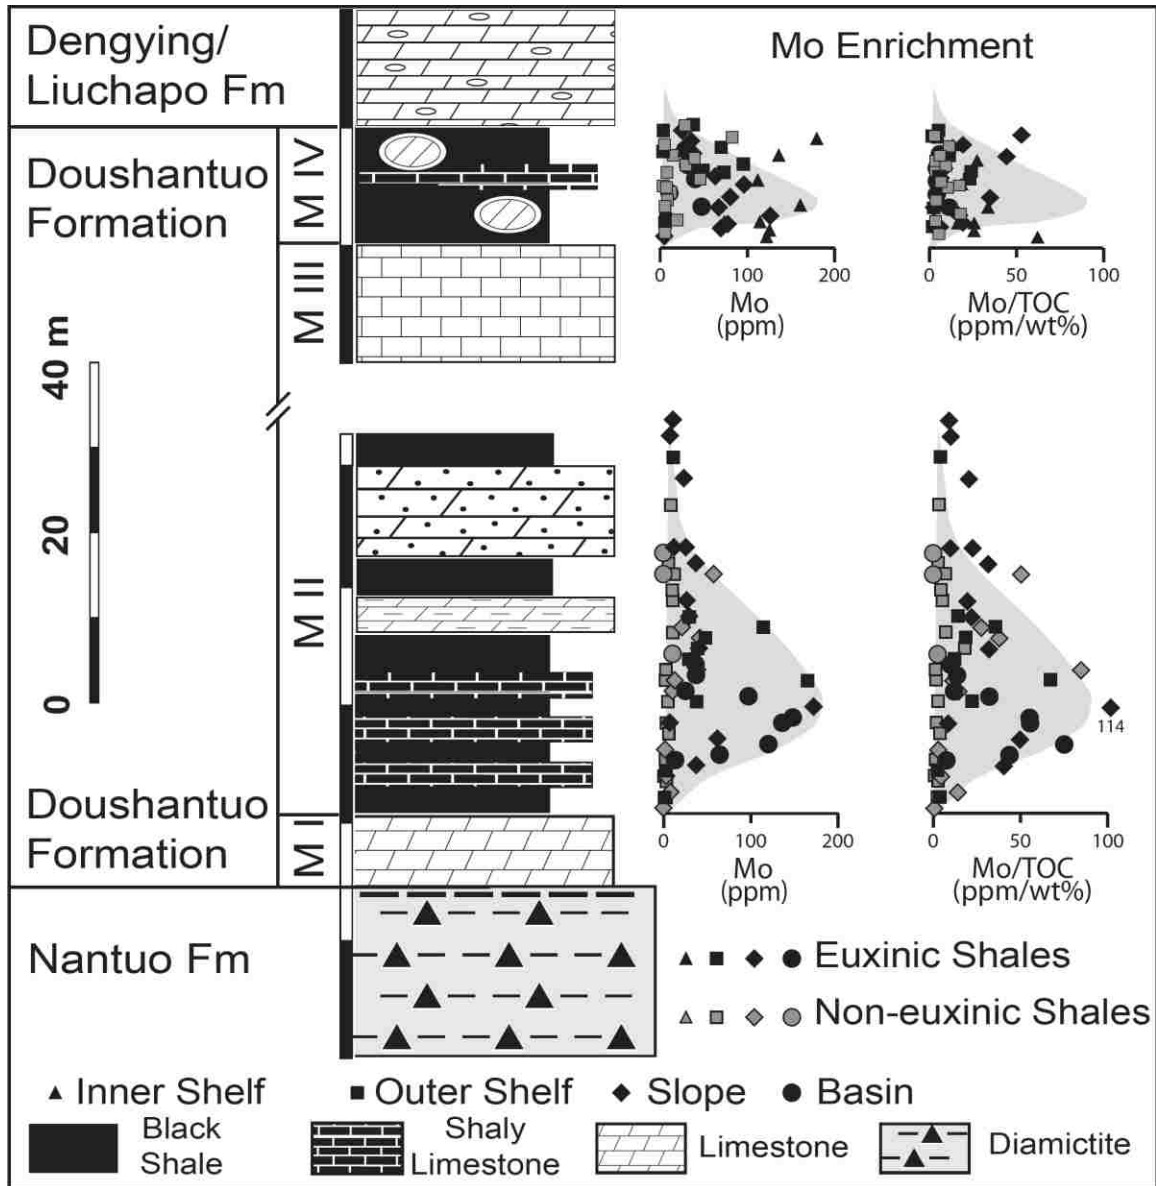 Dengying/
Liuchapo Fm
Mo Enrichment
Doushantuo
Formation
M IV
M III
0 100 200
Mo
(ppm)
0 50 100
Mo/TOC
(ppm/wt%)
40 m
20
0
M II
114
Doushantuo
Formation
M I
0 100 200
Mo
(ppm)
0 50 100
Mo/TOC
(ppm/wt%)
Nantuo Fm
Euxinic Shales
Non-euxinic Shales
Inner Shelf Outer Shelf Slope Basin
Black
Shale
Shaly
Limestone
Limestone
Diamictite